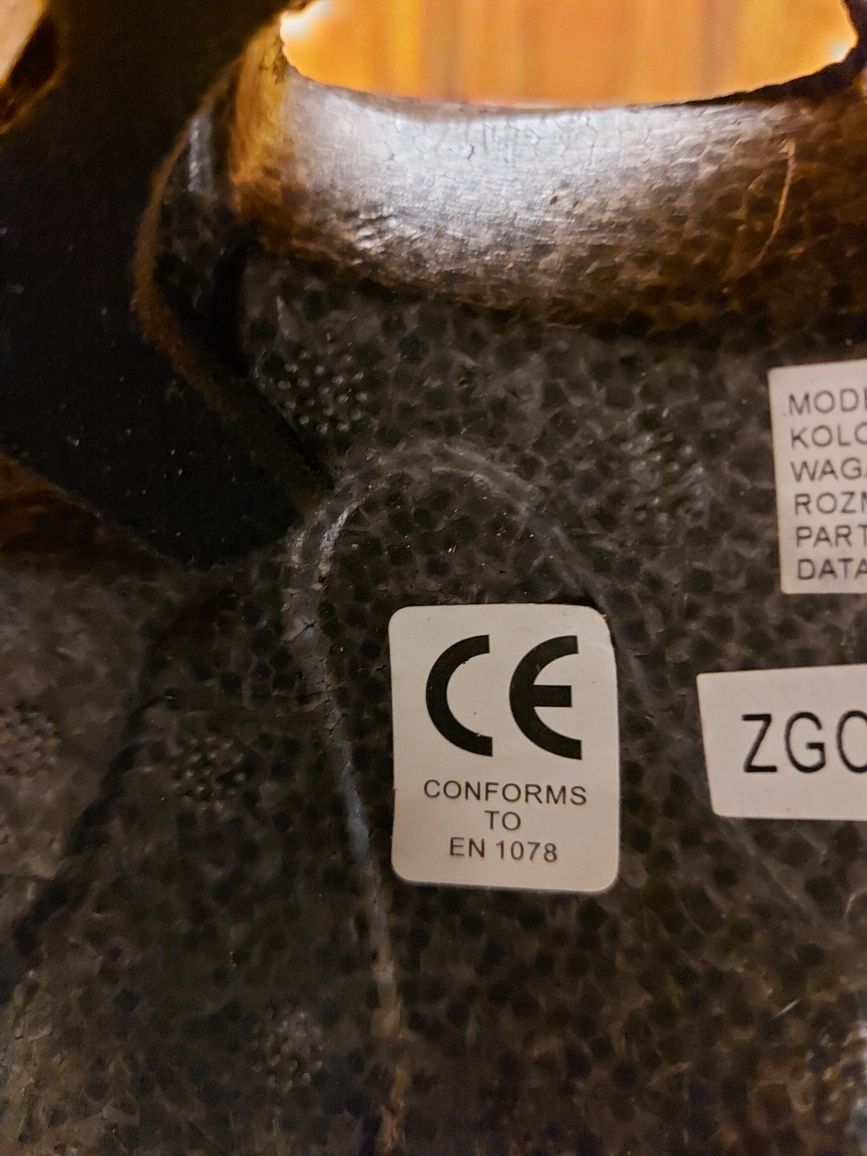 MODE
KOLO
WAGA
ROZM
PART
DATA
CE
CONFORMS
TO
EN 1078
ZGO